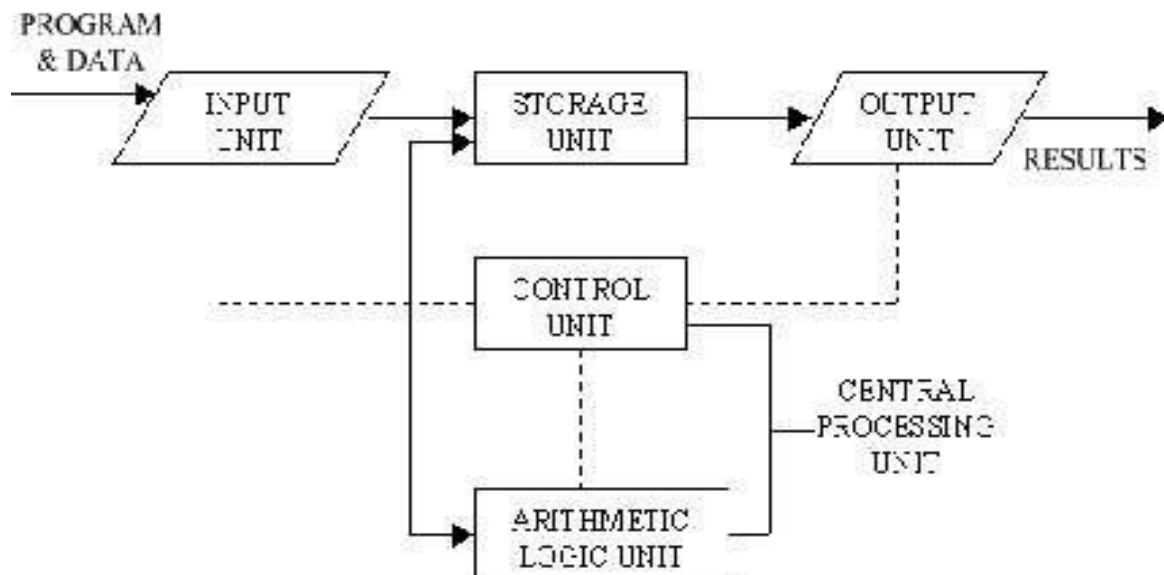 PROGRAM
& DATA
INPUT
UNIT
STORAGE
UNIT
OUTPUT
UNIT
RESULTS
CONTROL
UNIT
CENTRAL
PROCESSING
UNIT
ARITHMETIC
LOGIC UNIT